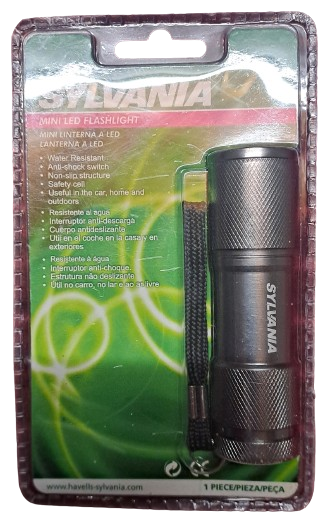 SYLVANIA
MINI LED FLASHLIGHT
MINI LINTERNA A LED
LANTERNA A LED
• Water Resistant
• Anti-shock switch
• Non-slip structure
• Safety cell
• Useful in the car, home and
outdoors
• Resistente al agua
• Interruptor anti-descarga
• Cuerpo antideslizante
• Util en el coche en la casa y en
exteriores.
• Resistente à água
• Interruptor anti-choque.
• Estrutura não deslizante
• Útil no carro, no lar e ao as livre
SYLVANIA
www.havells-sylvania.com
1 PIECE/PIEZA/PEÇA